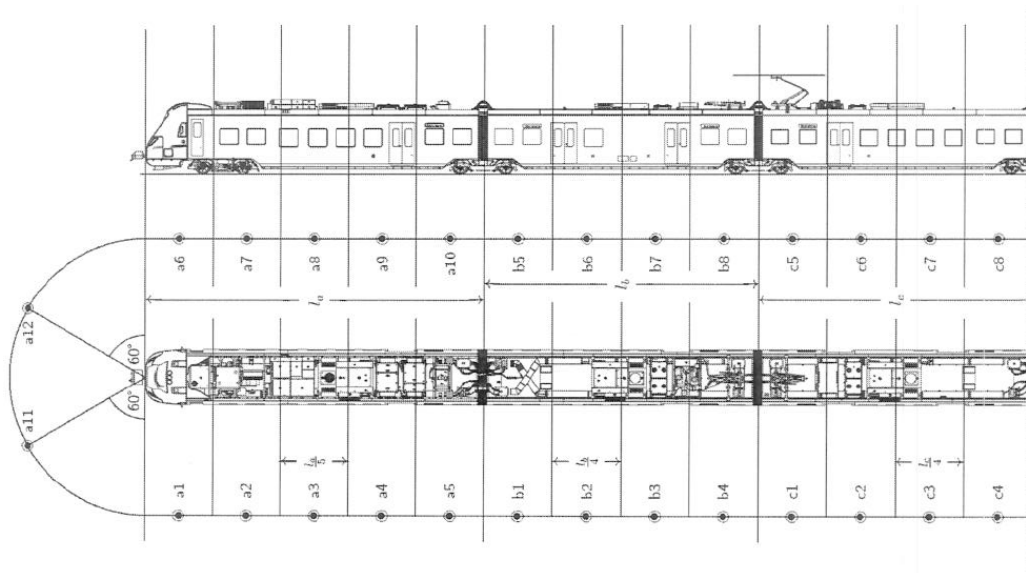 a6 a7 a8 a9 a10 b5 b6 b7 b8 c5 c6 c7 c8
l_a l_b l_c
a12
60°
60°
a11
l_a/5 l_b/4 l_c/4
a1 a2 a3 a4 a5 b1 b2 b3 b4 c1 c2 c3 c4